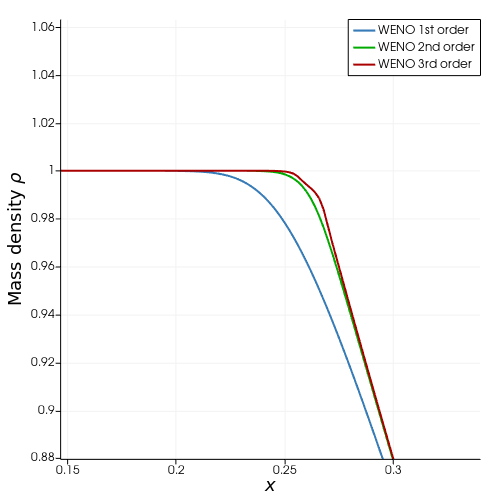 1.06
WENO 1st order
WENO 2nd order
WENO 3rd order
1.04
1.02
1
0.98
0.96
0.94
0.92
0.9
0.88
Mass density ρ
0.15 0.2 0.25 0.3
x